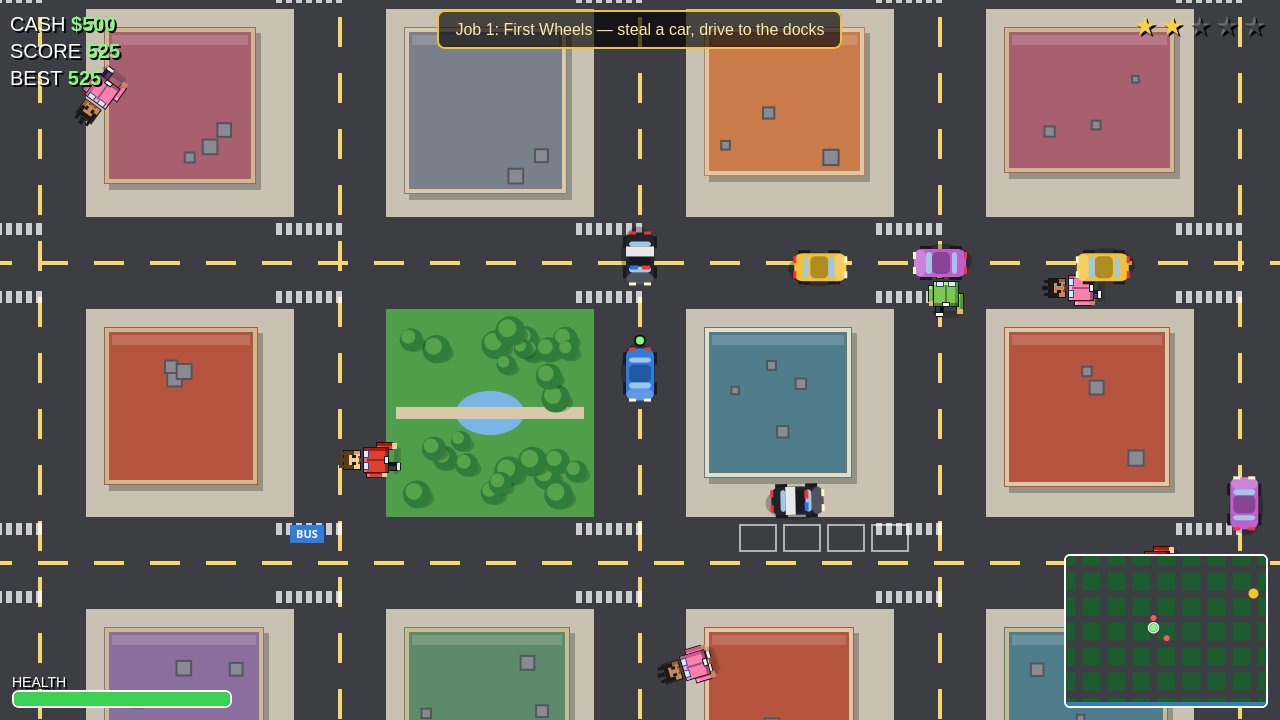 CASH $500
SCORE 525
BEST 525
Job 1: First Wheels — steal a car, drive to the docks
BUS
HEALTH